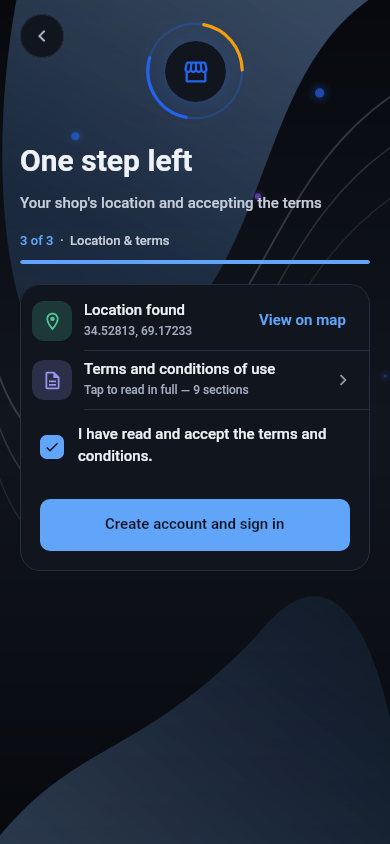 One step left
Your shop's location and accepting the terms
3 of 3 · Location & terms
Location found
34.52813, 69.17233
View on map
Terms and conditions of use
Tap to read in full — 9 sections
I have read and accept the terms and
conditions.
Create account and sign in